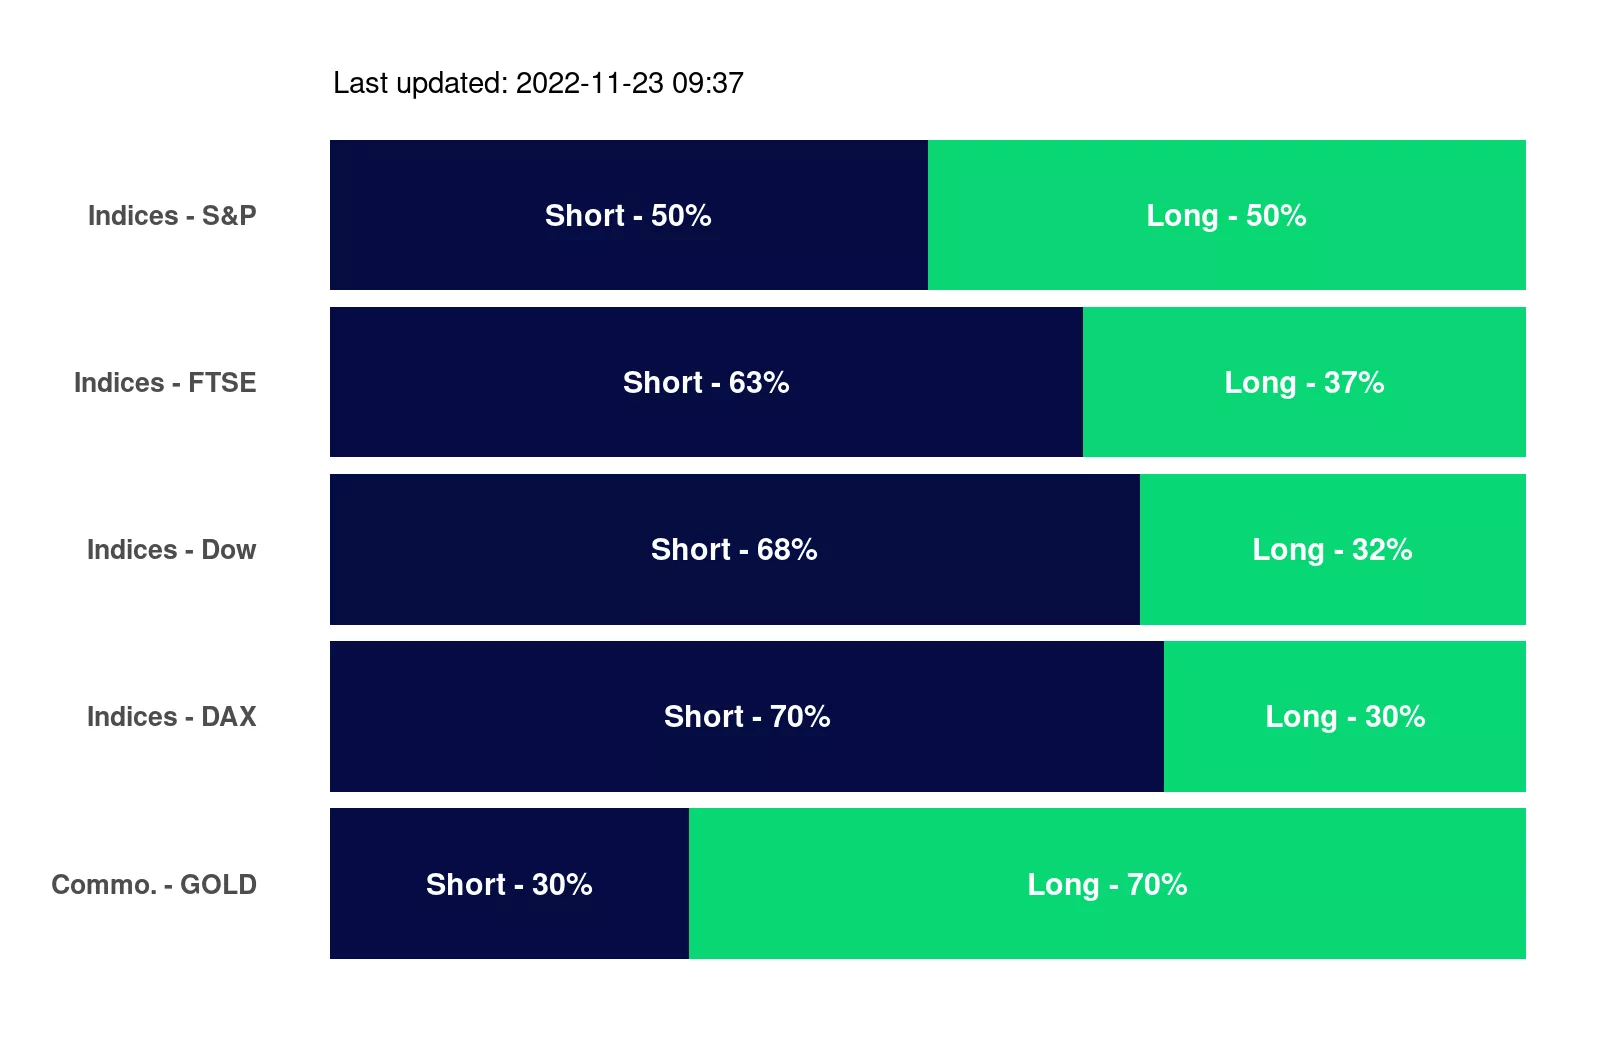 Last updated: 2022-11-23 09:37
Indices - S&P Short - 50% Long - 50%
Indices - FTSE Short - 63% Long - 37%
Indices - Dow Short - 68% Long - 32%
Indices - DAX Short - 70% Long - 30%
Commo. - GOLD Short - 30% Long - 70%